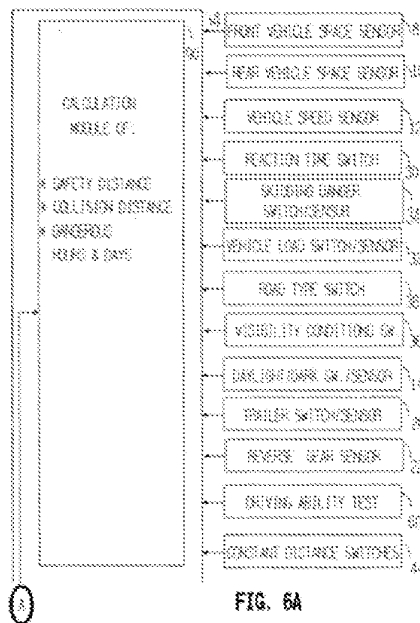 FRONT VEHICLE SPACE SENSOR
REAR VEHICLE SPACE SENSOR
CALCULATION
MODULE OF:
VEHICLE SPEED SENSOR
REACTION TIME SWITCH
* SAFETY DISTANCE
* COLLISION DISTANCE
* DANGEROUS
HOURS & DAYS
SKIDDING DANGER
SWITCH/SENSOR
VEHICLE LOAD SWITCH/SENSOR
ROAD TYPE SWITCH
VISIBILITY CONDITIONS SW.
DAYLIGHT/DARK SW./SENSOR
TRAILER SWITCH/SENSOR
REVERSE GEAR SENSOR
DRIVING ABILITY TEST
CONSTANT DISTANCE SWITCHES
A
FIG. 6A